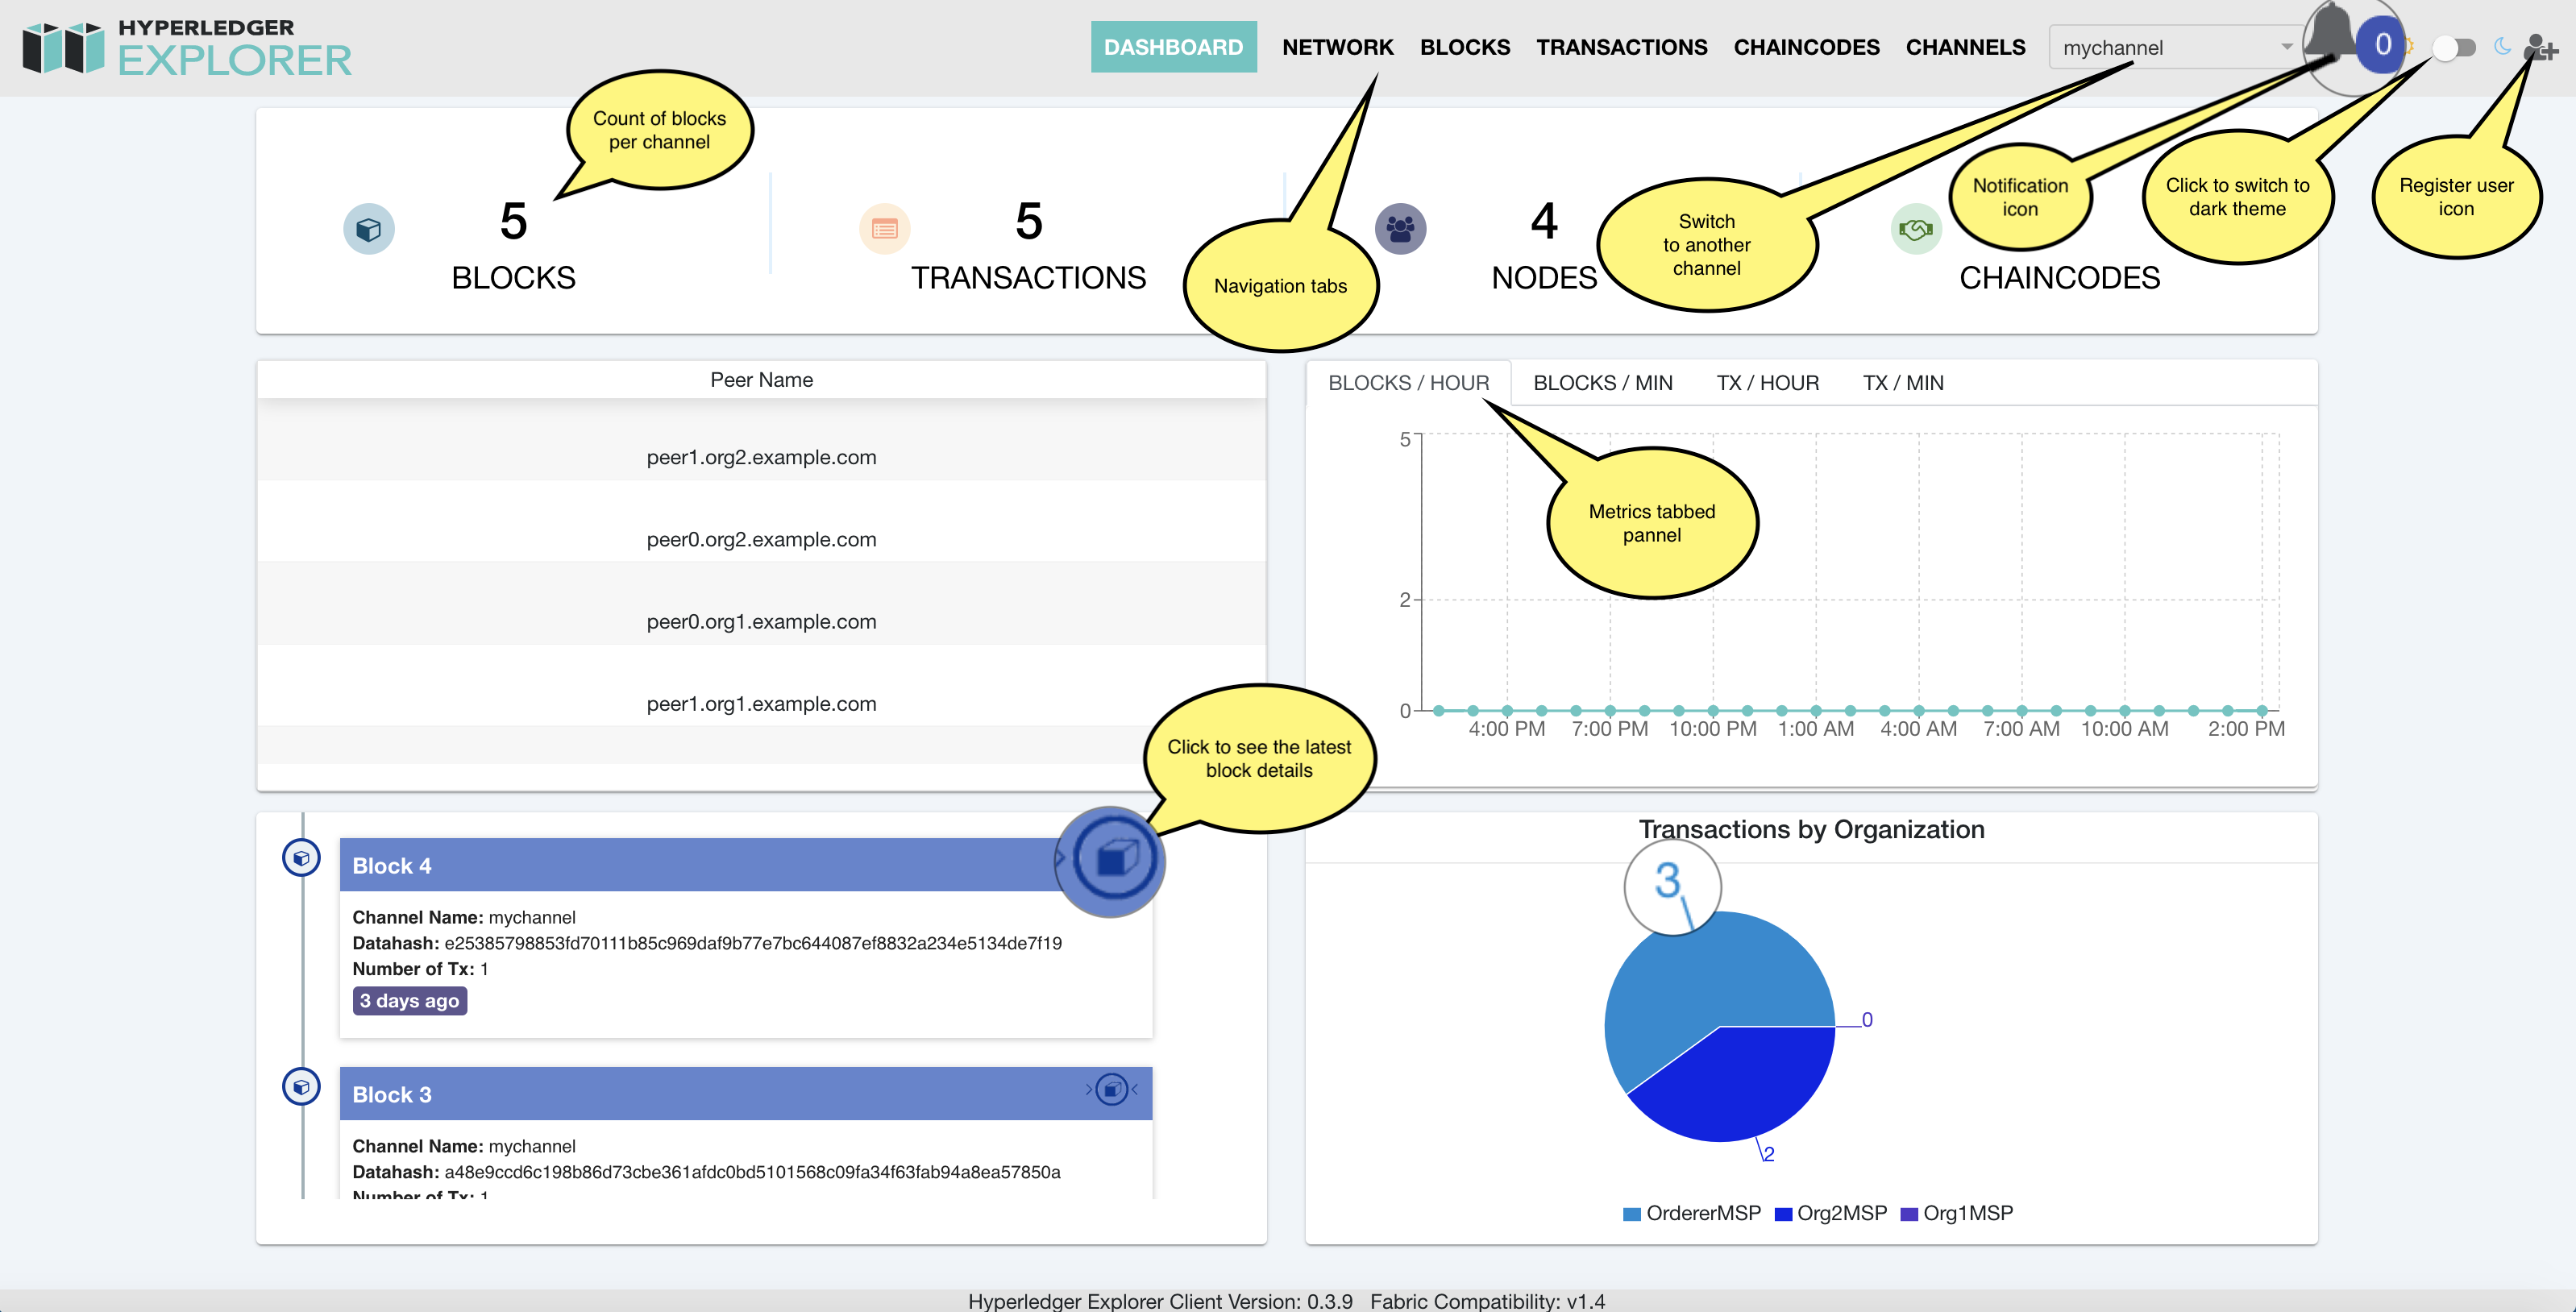 HYPERLEDGER
EXPLORER
DASHBOARD NETWORK BLOCKS TRANSACTIONS CHAINCODES CHANNELS mychannel 0
Count of blocks
per channel
5
BLOCKS
5
TRANSACTIONS
Navigation tabs
4
NODES
Switch
to another
channel
CHAINCODES
Notification
icon
Click to switch to
dark theme
Register user
icon
Peer Name
peer1.org2.example.com
peer0.org2.example.com
peer0.org1.example.com
peer1.org1.example.com
BLOCKS / HOUR BLOCKS / MIN TX / HOUR TX / MIN
Metrics tabbed
pannel
5
2
0
4:00 PM 7:00 PM 10:00 PM 1:00 AM 4:00 AM 7:00 AM 10:00 AM 2:00 PM
Click to see the latest
block details
Block 4
Channel Name: mychannel
Datahash: e25385798853fd70111b85c969daf9b77e7bc644087ef8832a234e5134de7f19
Number of Tx: 1
3 days ago
Block 3
Channel Name: mychannel
Datahash: a48e9ccd6c198b86d73cbe361afdc0bd5101568c09fa34f63fab94a8ea57850a
Number of Tx: 1
Transactions by Organization
3
0
2
OrdererMSP Org2MSP Org1MSP
Hyperledger Explorer Client Version: 0.3.9 Fabric Compatibility: v1.4